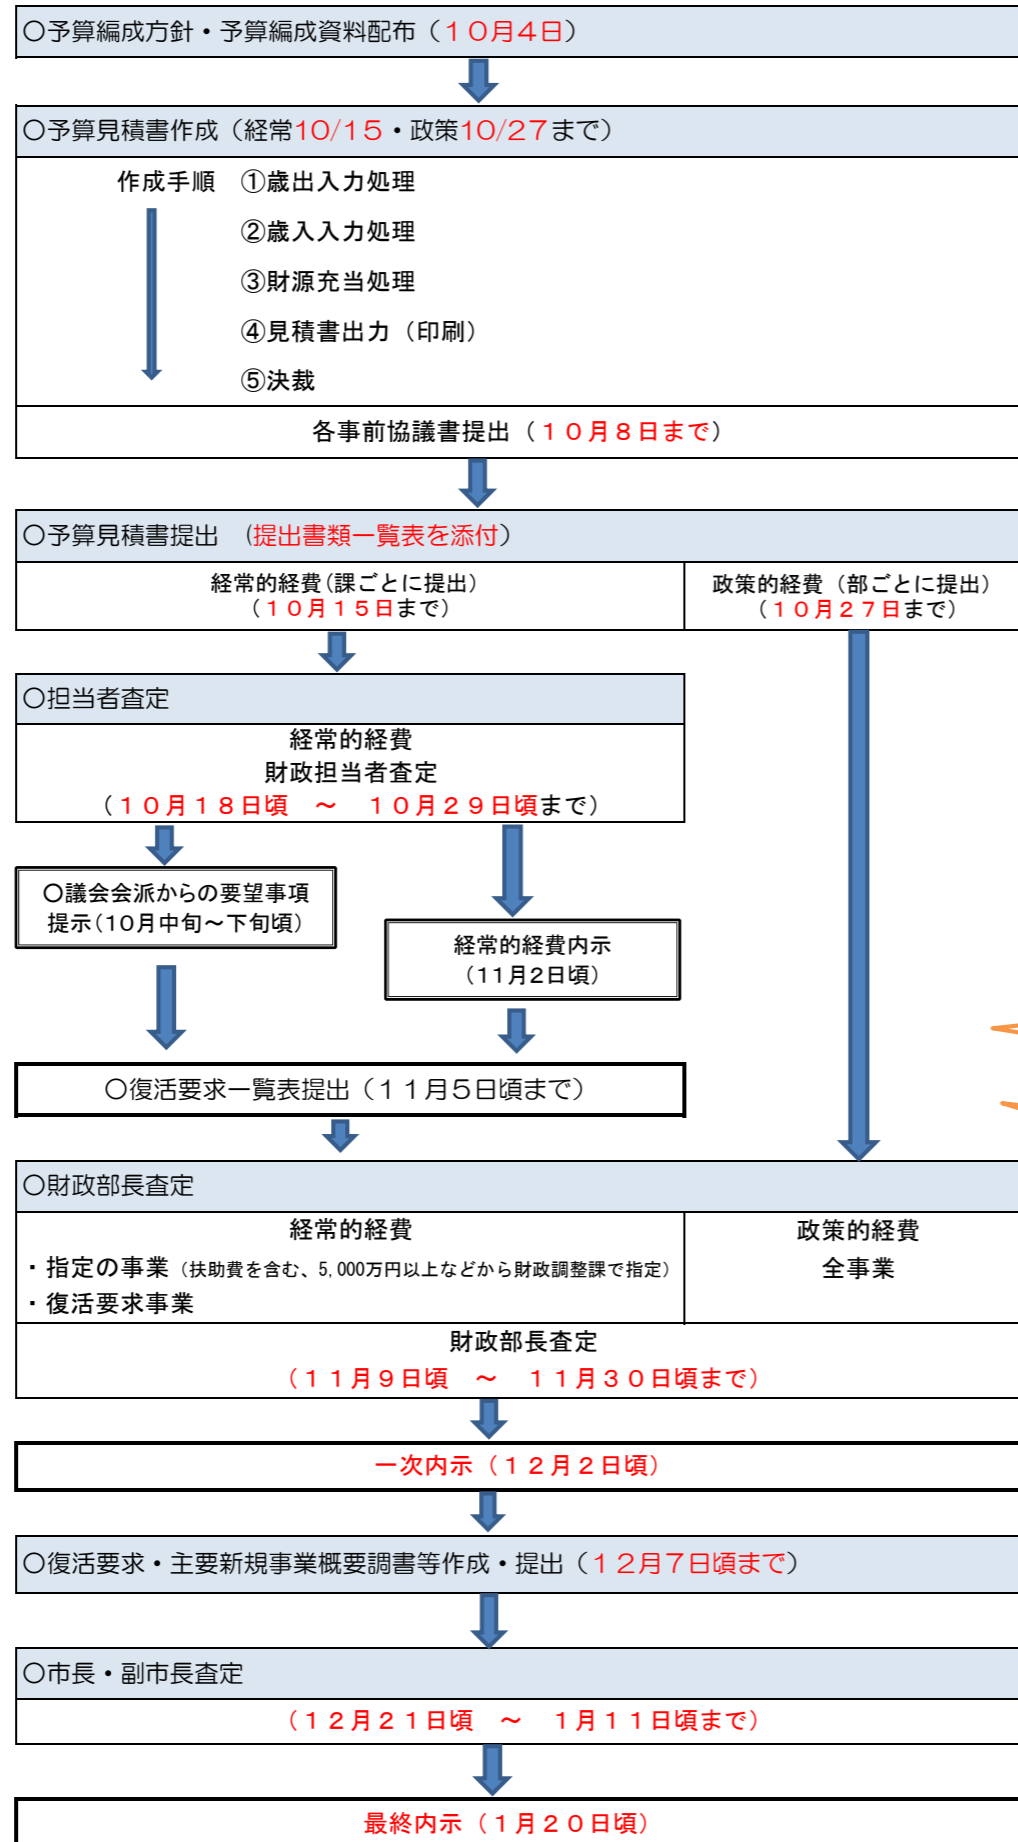 〇予算編成方針・予算編成資料配布（１０月４日）
〇予算見積書作成（経常10/15・政策10/27まで）
作成手順　①歳出入力処理
②歳入入力処理
③財源充当処理
④見積書出力（印刷）
⑤決裁
各事前協議書提出（１０月８日まで）
〇予算見積書提出　（提出書類一覧表を添付）
経常的経費（課ごとに提出）
（１０月１５日まで）
政策的経費（部ごとに提出）
（１０月２７日まで）
〇担当者査定
経常的経費
財政担当者査定
（１０月１８日頃　～　１０月２９日頃まで）
〇議会会派からの要望事項
提示（10月中旬～下旬頃）
経常的経費内示
（11月2日頃）
〇復活要求一覧表提出（１１月５日頃まで）
〇財政部長査定
経常的経費
・指定の事業（扶助費を含む、5,000万円以上などから財政調整課で指定）
・復活要求事業
政策的経費
全事業
財政部長査定
（１１月９日頃　～　１１月３０日頃まで）
一次内示（１２月２日頃）
〇復活要求・主要新規事業概要調書等作成・提出（１２月７日頃まで）
〇市長・副市長査定
（１２月２１日頃　～　１月１１日頃まで）
最終内示（１月２０日頃）